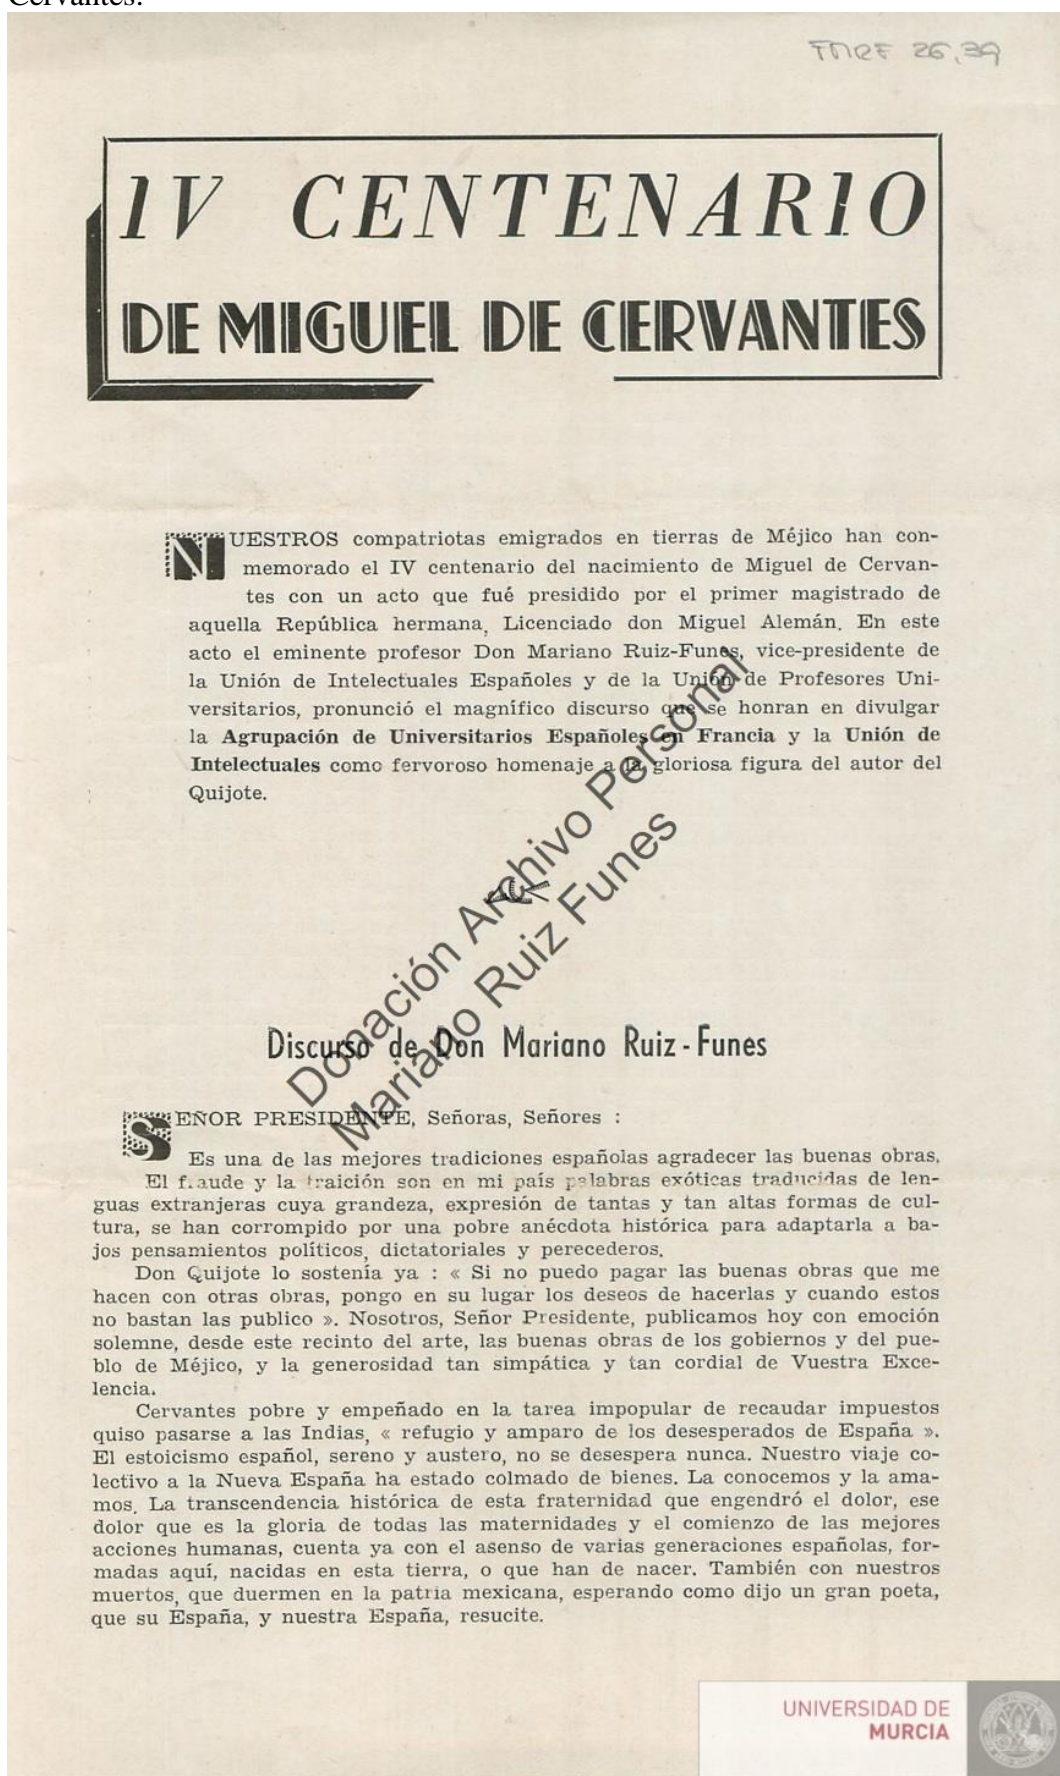 Cervantes.
FMRF 26,39
IV CENTENARIO
DE MIGUEL DE CERVANTES
NUESTROS compatriotas emigrados en tierras de Méjico han con-
memorado el IV centenario del nacimiento de Miguel de Cervan-
tes con un acto que fué presidido por el primer magistrado de
aquella República hermana, Licenciado don Miguel Alemán. En este
acto el eminente profesor Don Mariano Ruiz-Funes, vice-presidente de
la Unión de Intelectuales Españoles y de la Unión de Profesores Uni-
versitarios, pronunció el magnífico discurso que se honran en divulgar
la Agrupación de Universitarios Españoles en Francia y la Unión de
Intelectuales como fervoroso homenaje a la gloriosa figura del autor del
Quijote.
Donación Archivo Personal
Mariano Ruiz Funes
Discurso de Don Mariano Ruiz-Funes
SEÑOR PRESIDENTE, Señoras, Señores :
Es una de las mejores tradiciones españolas agradecer las buenas obras.
El f.aude y la traición son en mi país palabras exóticas traducidas de len-
guas extranjeras cuya grandeza, expresión de tantas y tan altas formas de cul-
tura, se han corrompido por una pobre anécdota histórica para adaptarla a ba-
jos pensamientos políticos, dictatoriales y perecederos.
Don Quijote lo sostenía ya : « Si no puedo pagar las buenas obras que me
hacen con otras obras, pongo en su lugar los deseos de hacerlas y cuando estos
no bastan las publico ». Nosotros, Señor Presidente, publicamos hoy con emoción
solemne, desde este recinto del arte, las buenas obras de los gobiernos y del pue-
blo de Méjico, y la generosidad tan simpática y tan cordial de Vuestra Exce-
lencia.
Cervantes pobre y empeñado en la tarea impopular de recaudar impuestos
quiso pasarse a las Indias, « refugio y amparo de los desesperados de España ».
El estoicismo español, sereno y austero, no se desespera nunca. Nuestro viaje co-
lectivo a la Nueva España ha estado colmado de bienes. La conocemos y la ama-
mos. La transcendencia histórica de esta fraternidad que engendró el dolor, ese
dolor que es la gloria de todas las maternidades y el comienzo de las mejores
acciones humanas, cuenta ya con el asenso de varias generaciones españolas, for-
madas aquí, nacidas en esta tierra, o que han de nacer. También con nuestros
muertos, que duermen en la patria mexicana, esperando como dijo un gran poeta,
que su España, y nuestra España, resucite.
UNIVERSIDAD DE
MURCIA